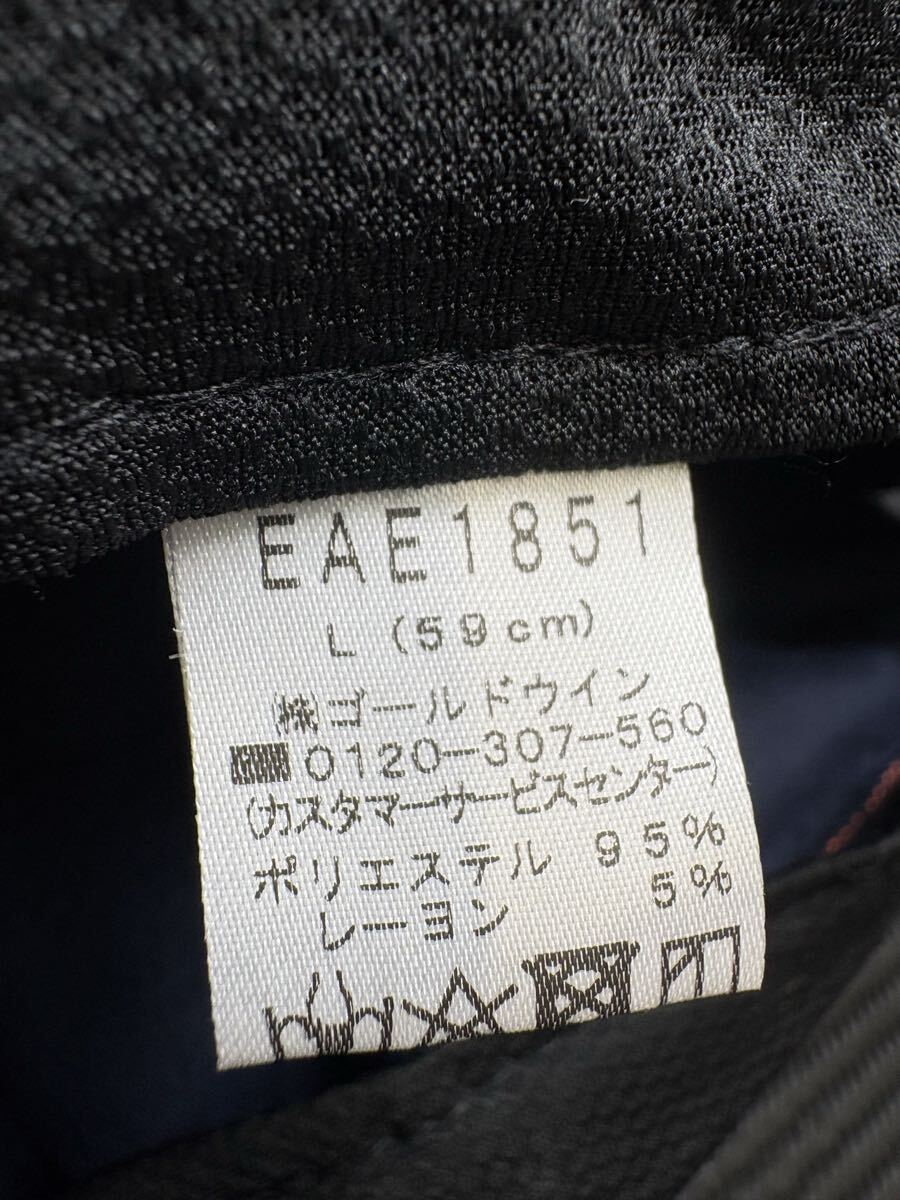 EAE1851
L (59cm)
㈱ゴールドウイン
0120-307-560
(カスタマーサービスセンター)
ポリエステル 95%
レーヨン 5%